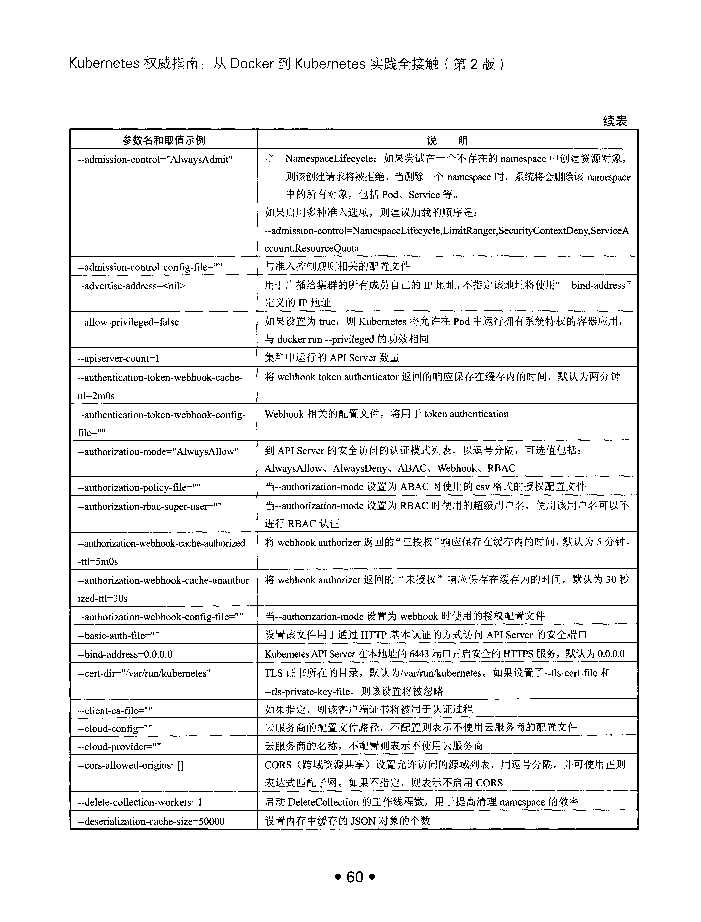 Kubernetes 权威指南：从 Docker 到 Kubernetes 实践全接触（第 2 版）
续表
参数名和取值示例
说 明
--admission-control="AlwaysAdmit"
NamespaceLifecycle：如果尝试在一个不存在的 namespace 中创建资源对象，
则该创建请求将被拒绝。当删除一个 namespace 时，系统将会删除该 namespace
中的所有对象，包括 Pod、Service 等。
如果启用多种准入选项，则建议加载的顺序是：
--admission-control=NamespaceLifecycle,LimitRanger,SecurityContextDeny,ServiceA
ccount,ResourceQuota
--admission-control-config-file=""
与准入控制规则相关的配置文件
--advertise-address=<nil>
用于广播给集群的所有成员自己的 IP 地址，不指定该地址将使用"--bind-address"
定义的 IP 地址
--allow-privileged=false
如果设置为 true，则 Kubernetes 将允许在 Pod 中运行拥有系统特权的容器应用，
与 docker run --privileged 的功效相同
--apiserver-count=1
集群中运行的 API Server 数量
--authentication-token-webhook-cache-
ttl=2m0s
将 webhook token authenticator 返回的响应保存在缓存内的时间，默认为两分钟
--authentication-token-webhook-config-
file=""
Webhook 相关的配置文件，将用于 token authentication
--authorization-mode="AlwaysAllow"
到 API Server 的安全访问的认证模式列表，以逗号分隔，可选值包括：
AlwaysAllow、AlwaysDeny、ABAC、Webhook、RBAC
--authorization-policy-file=""
当--authorization-mode 设置为 ABAC 时使用的 csv 格式的授权配置文件
--authorization-rbac-super-user=""
当--authorization-mode 设置为 RBAC 时使用的超级用户名，使用该用户名可以不
进行 RBAC 认证
--authorization-webhook-cache-authorized
-ttl=5m0s
将 webhook authorizer 返回的“已授权”响应保存在缓存内的时间，默认为 5 分钟。
--authorization-webhook-cache-unauthor
ized-ttl=30s
将 webhook authorizer 返回的“未授权”响应保存在缓存内的时间，默认为 30 秒
--authorization-webhook-config-file=""
当--authorization-mode 设置为 webhook 时使用的授权配置文件
--basic-auth-file=""
设置该文件用于通过 HTTP 基本认证的方式访问 API Server 的安全端口
--bind-address=0.0.0.0
Kubernetes API Server 在本地址的 6443 端口开启安全的 HTTPS 服务，默认为 0.0.0.0
--cert-dir="/var/run/kubernetes"
TLS 证书所在的目录，默认为/var/run/kubernetes。如果设置了--tls-cert-file 和
--tls-private-key-file，则该设置将被忽略
--client-ca-file=""
如果指定，则该客户端证书将被用于认证过程
--cloud-config=""
云服务商的配置文件路径，不配置则表示不使用云服务商的配置文件
--cloud-provider=""
云服务商的名称，不配置则表示不使用云服务商
--cors-allowed-origins=[]
CORS（跨域资源共享）设置允许访问的源域列表，用逗号分隔，并可使用正则
表达式匹配子网。如果不指定，则表示不启用 CORS
--delete-collection-workers=1
启动 DeleteCollection 的工作线程数，用于提高清理 namespace 的效率
--deserialization-cache-size=50000
设置内存中缓存的 JSON 对象的个数
• 60 •